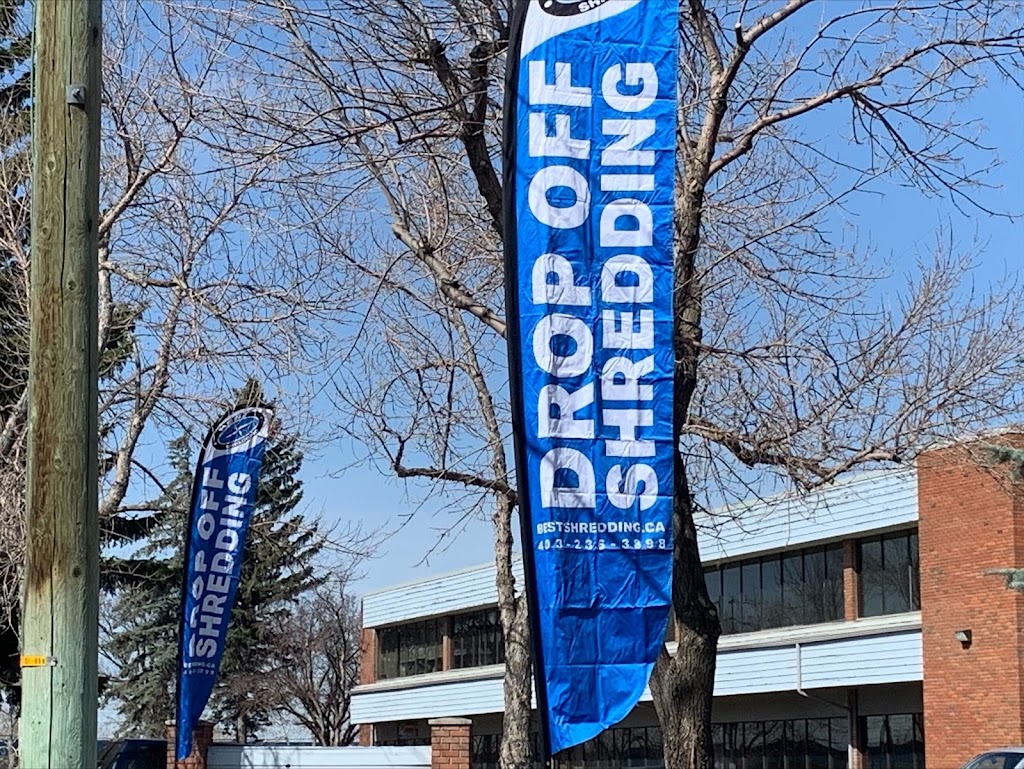 DROP OFF
SHREDDING
BESTSHREDDING.CA
403-236-3898
DROP OFF
SHREDDING